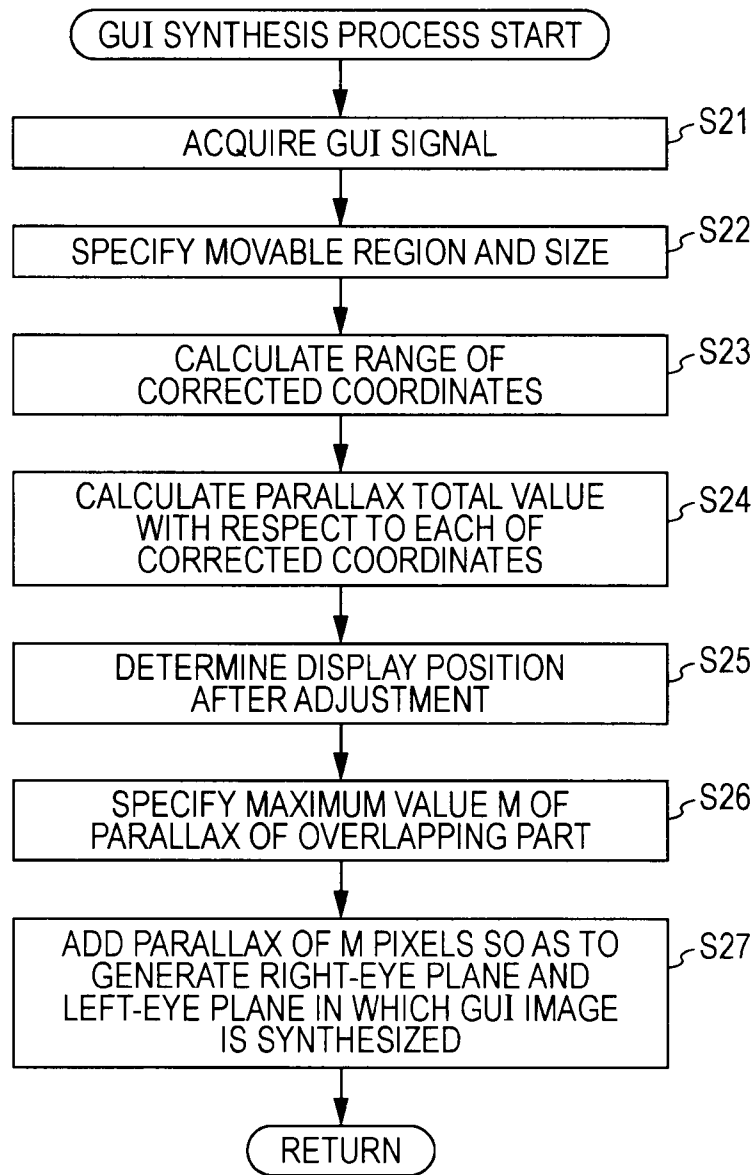 GUI SYNTHESIS PROCESS START
S21
ACQUIRE GUI SIGNAL
S22
SPECIFY MOVABLE REGION AND SIZE
S23
CALCULATE RANGE OF
CORRECTED COORDINATES
S24
CALCULATE PARALLAX TOTAL VALUE
WITH RESPECT TO EACH OF
CORRECTED COORDINATES
S25
DETERMINE DISPLAY POSITION
AFTER ADJUSTMENT
S26
SPECIFY MAXIMUM VALUE M OF
PARALLAX OF OVERLAPPING PART
S27
ADD PARALLAX OF M PIXELS SO AS TO
GENERATE RIGHT-EYE PLANE AND
LEFT-EYE PLANE IN WHICH GUI IMAGE
IS SYNTHESIZED
RETURN